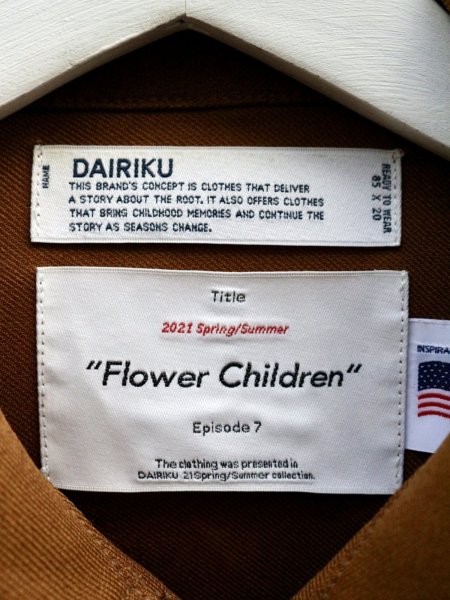 NAME
DAIRIKU
THIS BRAND'S CONCEPT IS CLOTHES THAT DELIVER
A STORY ABOUT THE ROOT. IT ALSO OFFERS CLOTHES
THAT BRING CHILDHOOD MEMORIES AND CONTINUE THE
STORY AS SEASONS CHANGE.
READY TO WEAR
85 X 20
Title
2021 Spring/Summer
"Flower Children"
Episode 7
The clothing was presented in
DAIRIKU 21Spring/Summer collection.
INSPIRA